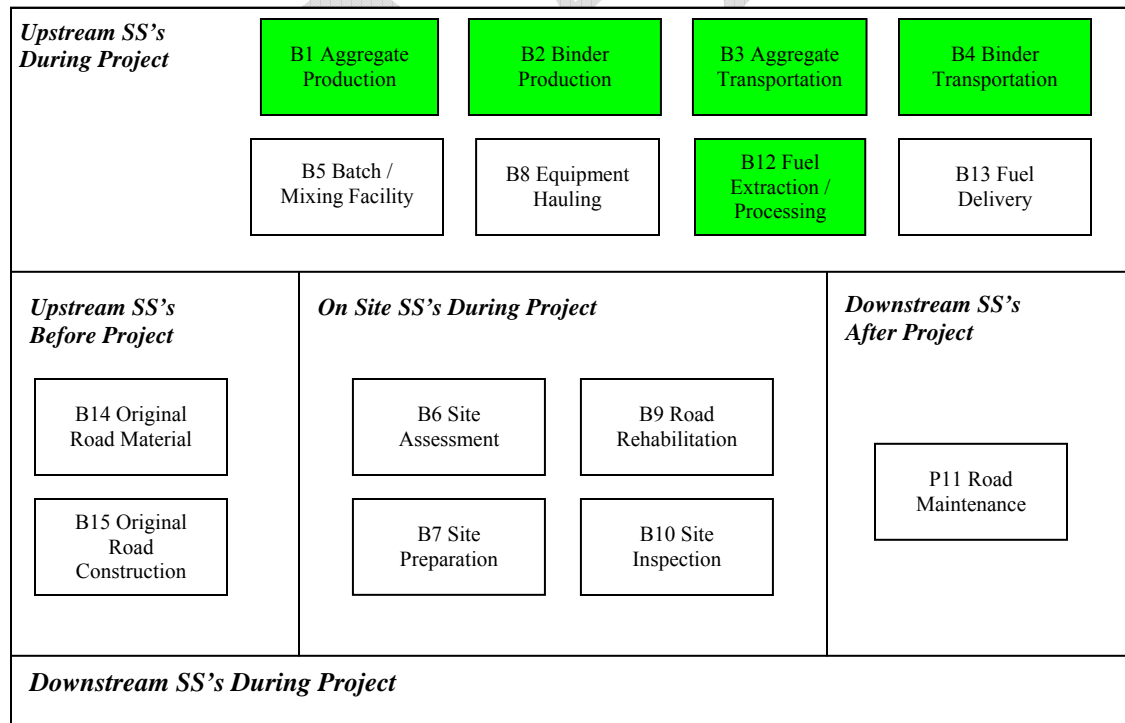 Upstream SS's
During Project
B1 Aggregate
Production
B2 Binder
Production
B3 Aggregate
Transportation
B4 Binder
Transportation
B5 Batch /
Mixing Facility
B8 Equipment
Hauling
B12 Fuel
Extraction /
Processing
B13 Fuel
Delivery
Upstream SS's
Before Project
B14 Original
Road Material
B15 Original
Road
Construction
On Site SS's During Project
B6 Site
Assessment
B9 Road
Rehabilitation
B7 Site
Preparation
B10 Site
Inspection
Downstream SS's
After Project
P11 Road
Maintenance
Downstream SS's During Project